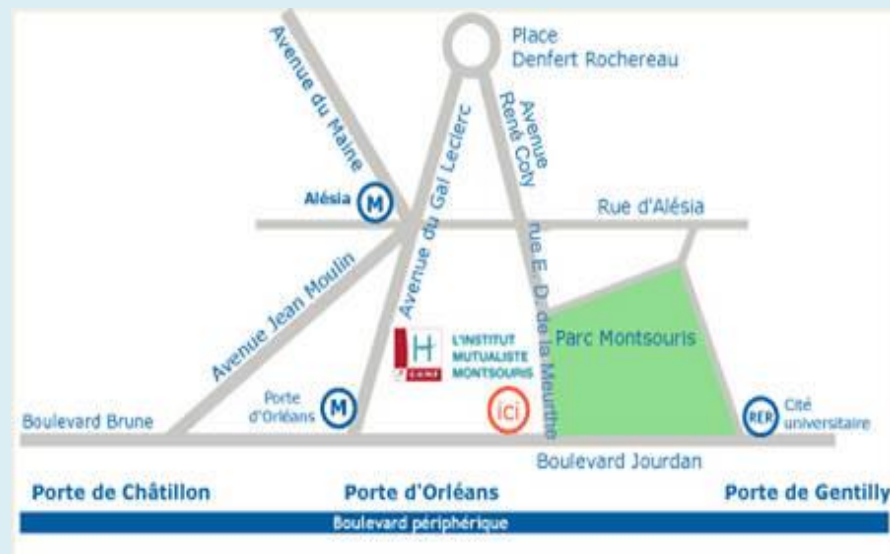 Place
Denfert Rochereau
Avenue du Maine
Avenue
René Coty
Avenue du Gal Leclerc
Alésia
M
Rue d'Alésia
rue E. D. de la Meurthe
Avenue Jean Moulin
H
L'INSTITUT
MUTUALISTE
MONTSOURIS
Parc Montsouris
Porte
d'Orléans
M
ici
RER
Cité
universitaire
Boulevard Brune
Boulevard Jourdan
Porte de Châtillon
Porte d'Orléans
Porte de Gentilly
Boulevard périphérique